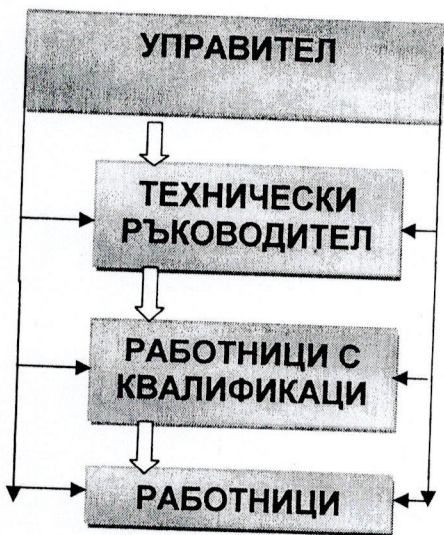 УПРАВИТЕЛ
ТЕХНИЧЕСКИ
РЪКОВОДИТЕЛ
РАБОТНИЦИ С
КВАЛИФИКАЦИ
РАБОТНИЦИ